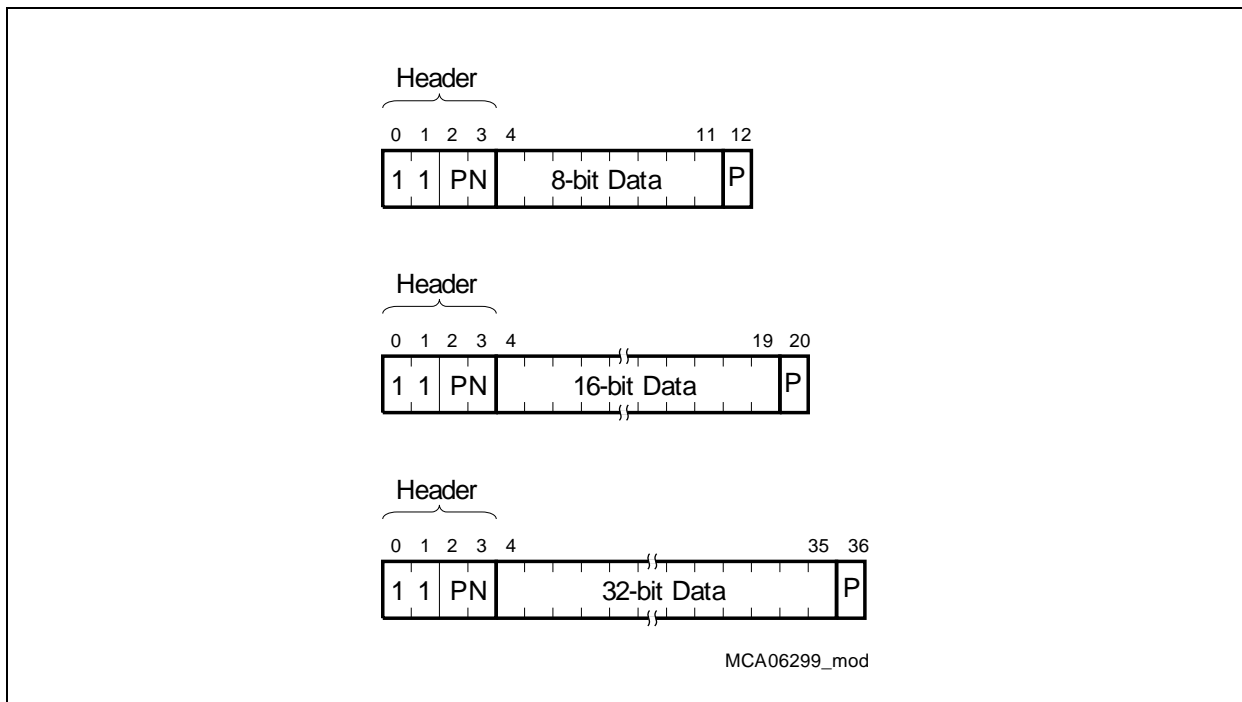 Header
0 1 2 3 4 11 12
1 1 PN 8-bit Data P
Header
0 1 2 3 4 19 20
1 1 PN 16-bit Data P
Header
0 1 2 3 4 35 36
1 1 PN 32-bit Data P
MCA06299_mod